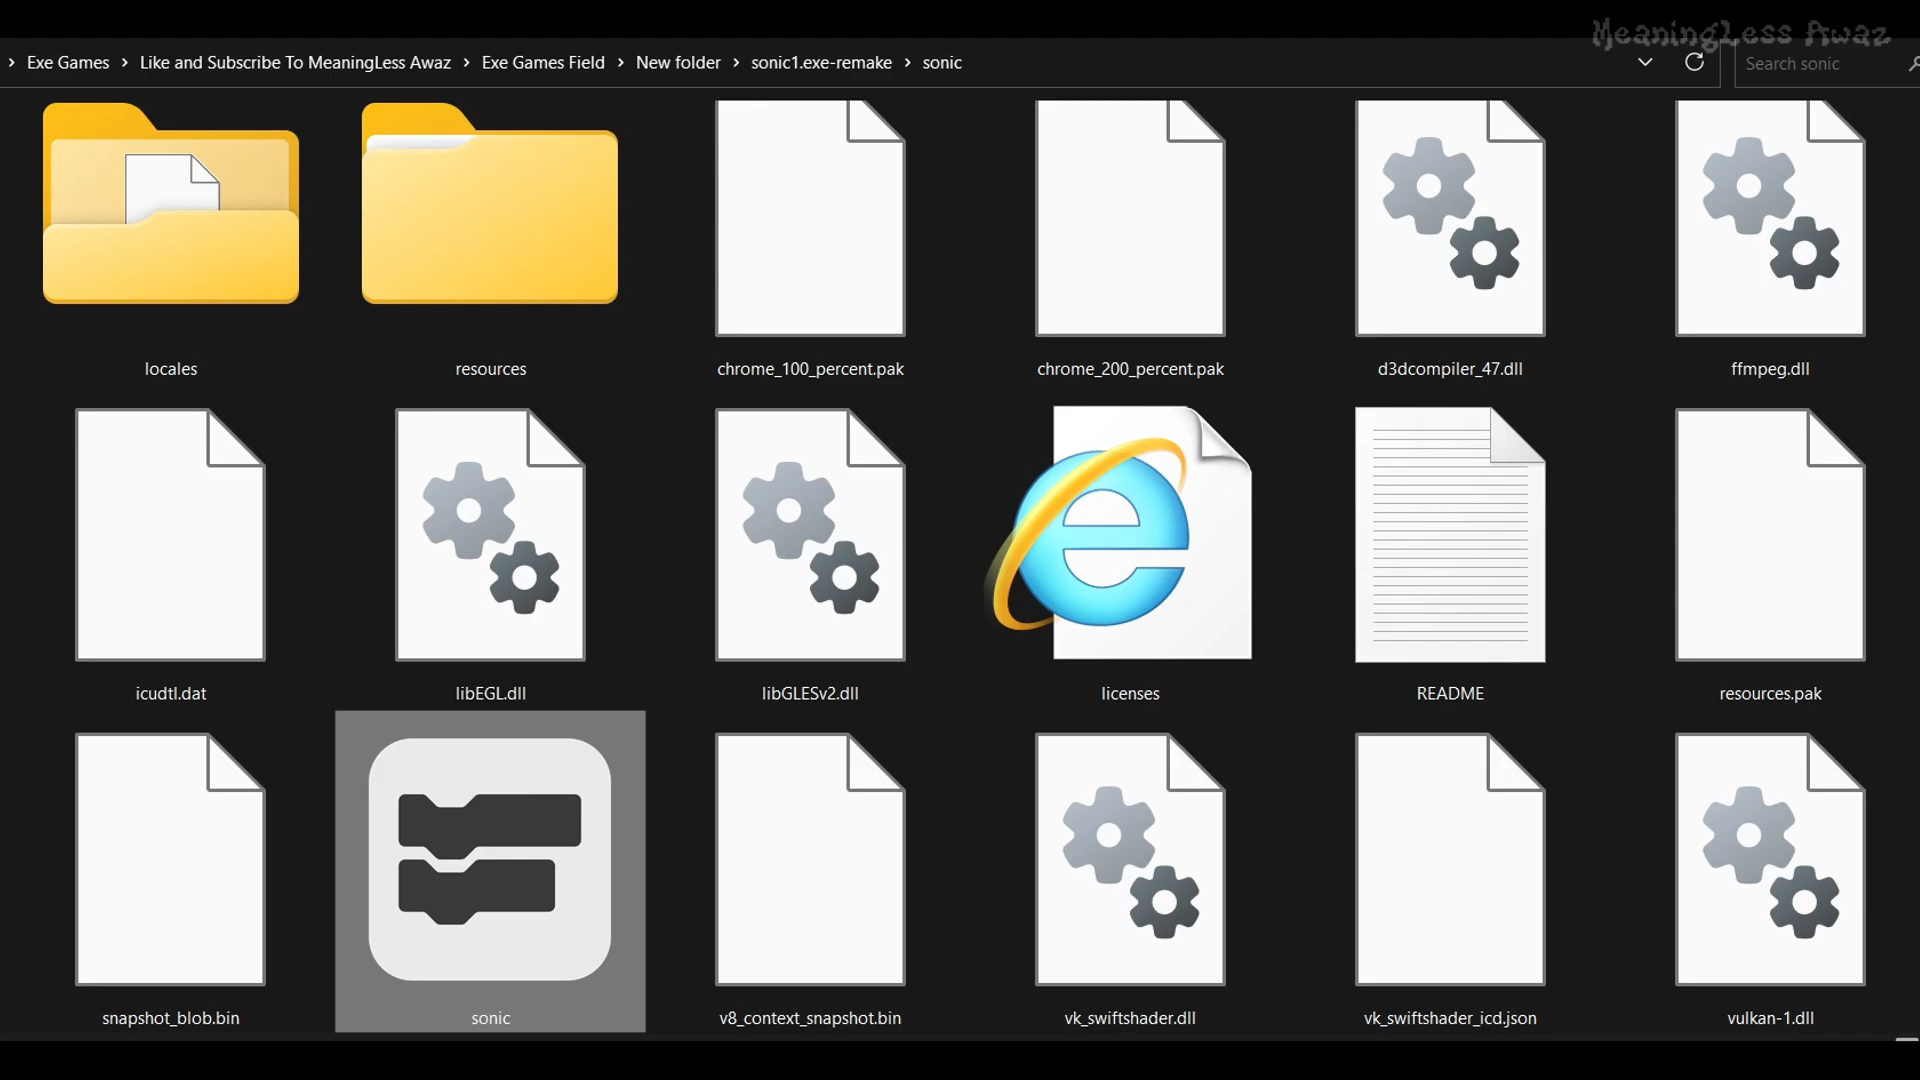 MeaningLess Awaz
Exe Games > Like and Subscribe To MeaningLess Awaz > Exe Games Field > New folder > sonic1.exe-remake > sonic
Search sonic
locales
resources
chrome_100_percent.pak
chrome_200_percent.pak
d3dcompiler_47.dll
ffmpeg.dll
icudtl.dat
libEGL.dll
libGLESv2.dll
licenses
README
resources.pak
snapshot_blob.bin
sonic
v8_context_snapshot.bin
vk_swiftshader.dll
vk_swiftshader_icd.json
vulkan-1.dll